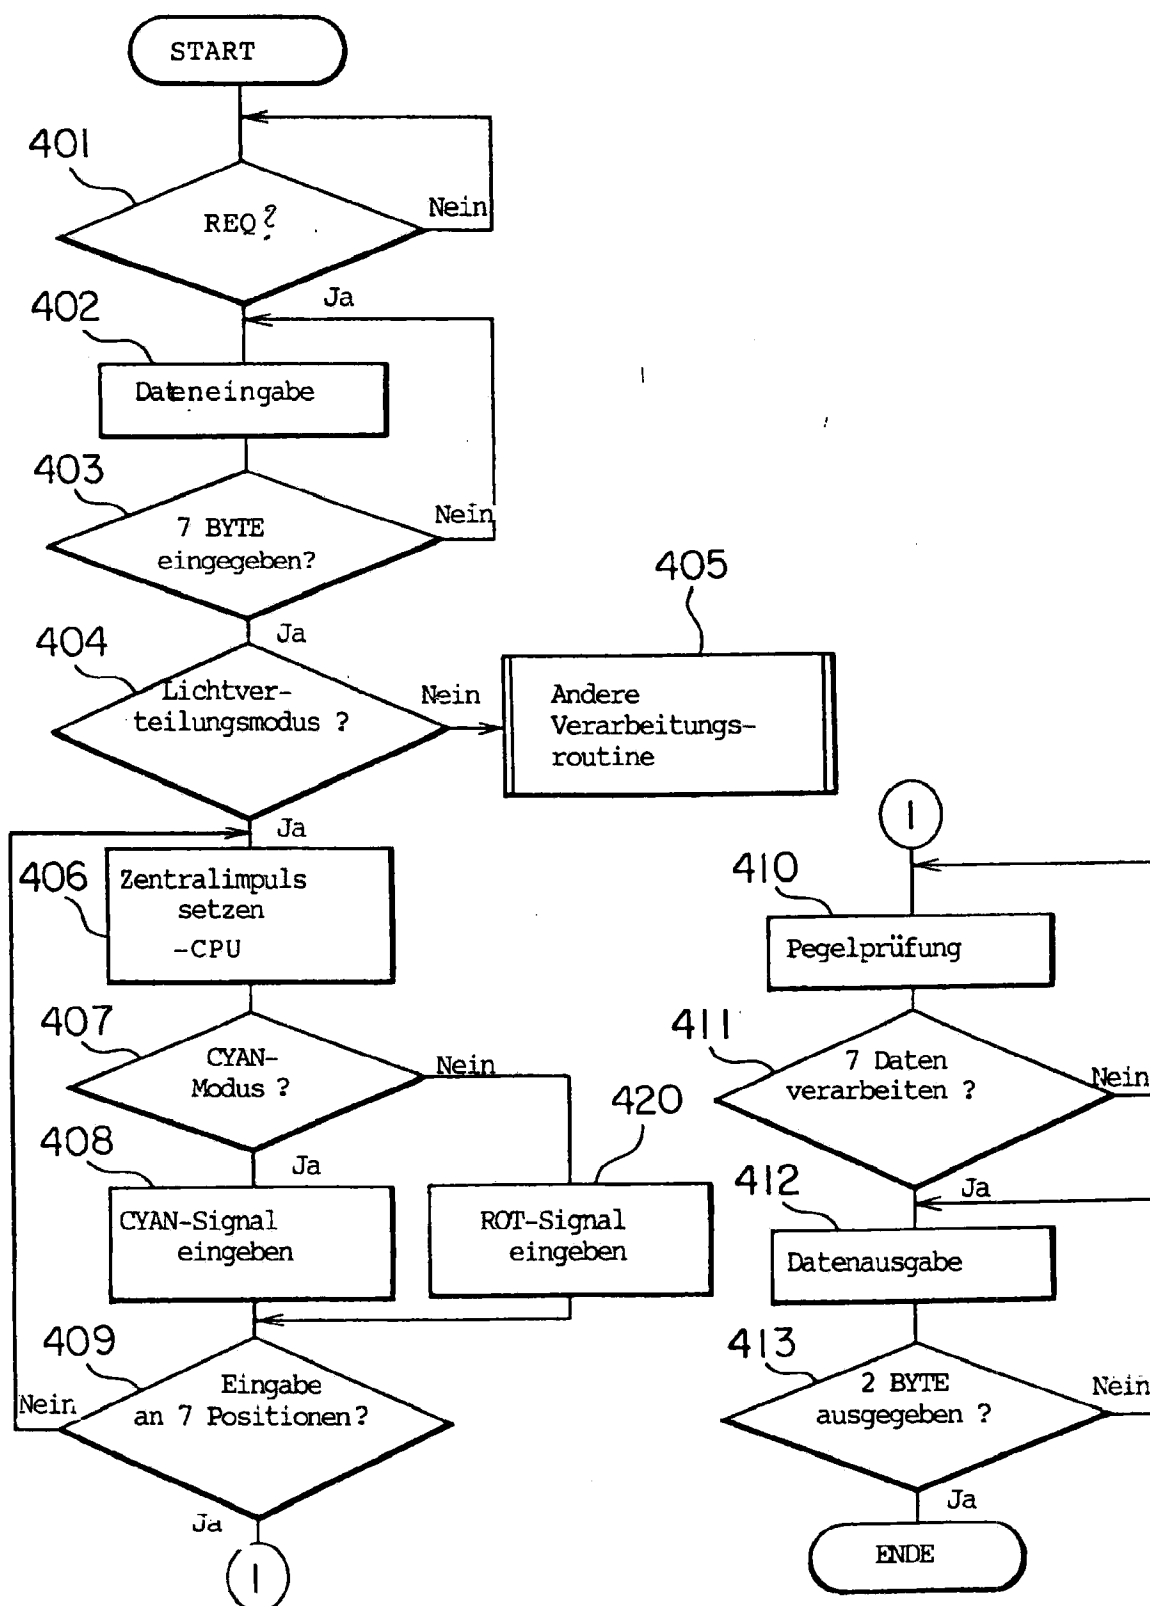 START
401
REQ?
Nein
Ja
402
Dateneingabe
403
7 BYTE
eingegeben?
Nein
Ja
404
Lichtver-
teilungsmodus ?
Nein
405
Andere
Verarbeitungs-
routine
Ja
406
Zentralimpuls
setzen
-CPU
407
CYAN-
Modus ?
Nein
Ja
408
CYAN-Signal
eingeben
420
ROT-Signal
eingeben
409
Eingabe
an 7 Positionen?
Nein
Ja
1
1
410
Pegelprüfung
411
7 Daten
verarbeiten ?
Nein
Ja
412
Datenausgabe
413
2 BYTE
ausgegeben ?
Nein
Ja
ENDE